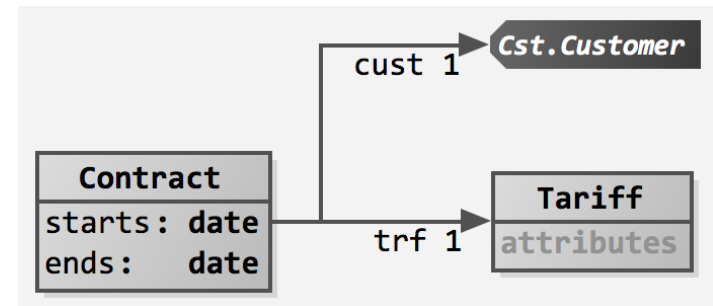 Cst.Customer
cust 1
Contract
starts: date
ends: date
trf 1
Tariff
attributes